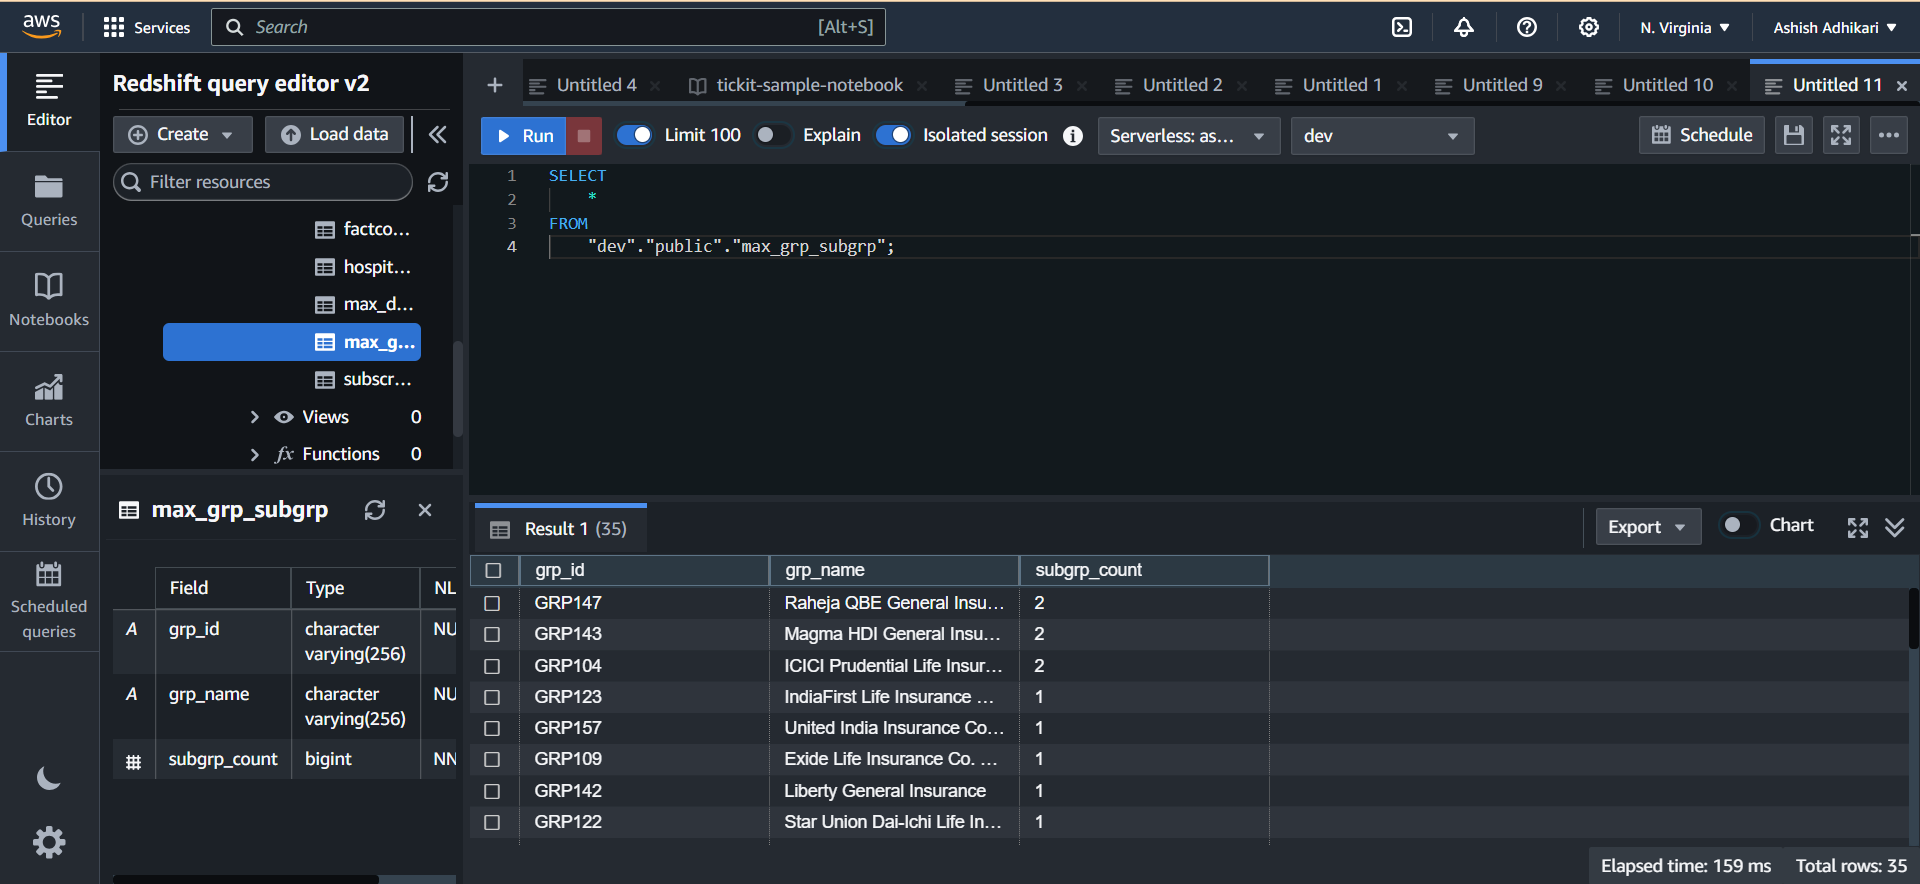 aws
Services
Search
[Alt+S]
N. Virginia
Ashish Adhikari
Editor
Queries
Notebooks
Charts
History
Scheduled
queries
Redshift query editor v2
Create
Load data
Filter resources
factco...
hospit...
max_d...
max_g...
subscr...
Views 0
fx Functions 0
max_grp_subgrp
Field Type NL
A grp_id character NU
varying(256)
A grp_name character NU
varying(256)
subgrp_count bigint NN
Untitled 4
tickit-sample-notebook
Untitled 3
Untitled 2
Untitled 1
Untitled 9
Untitled 10
Untitled 11
Run
Limit 100
Explain
Isolated session
Serverless: as...
dev
Schedule
1 SELECT
2 *
3 FROM
4 "dev"."public"."max_grp_subgrp";
Result 1 (35)
Export
Chart
grp_id grp_name subgrp_count
GRP147 Raheja QBE General Insu... 2
GRP143 Magma HDI General Insu... 2
GRP104 ICICI Prudential Life Insur... 2
GRP123 IndiaFirst Life Insurance ... 1
GRP157 United India Insurance Co... 1
GRP109 Exide Life Insurance Co. ... 1
GRP142 Liberty General Insurance 1
GRP122 Star Union Dai-Ichi Life In... 1
Elapsed time: 159 ms Total rows: 35